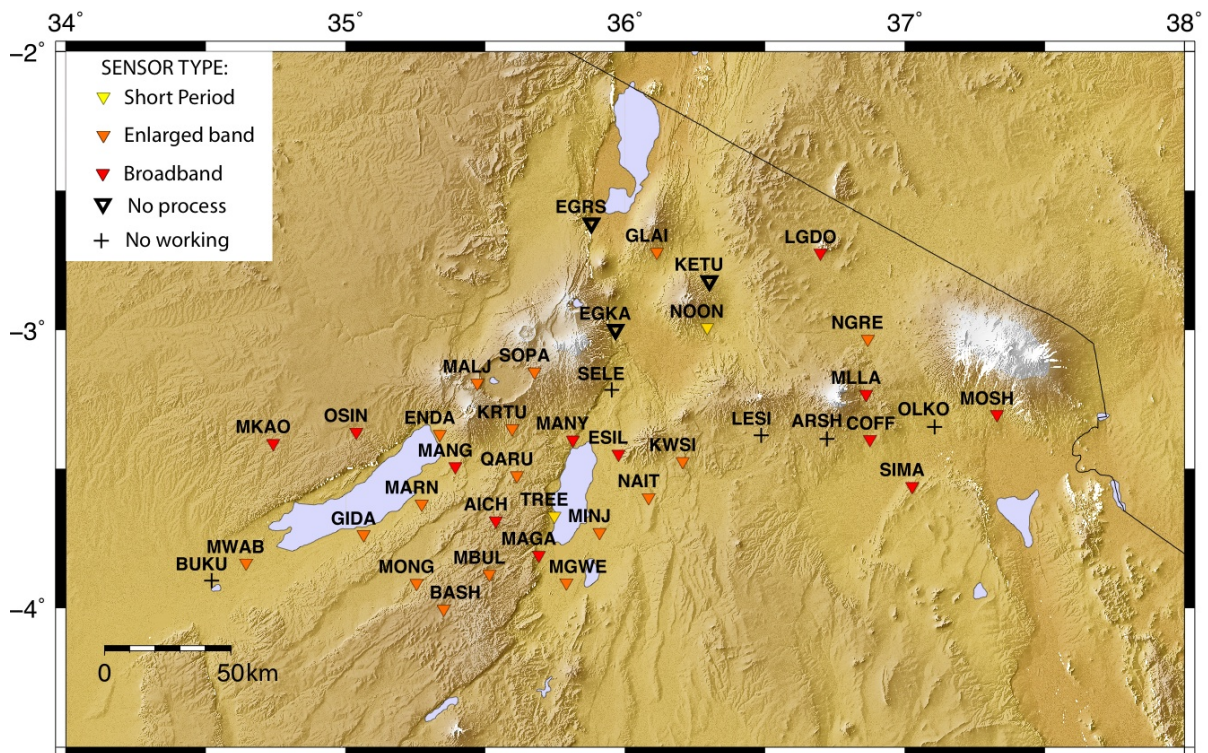 34˚ 35˚ 36˚ 37˚ 38˚
−2˚
SENSOR TYPE:
Short Period
Enlarged band
Broadband
No process
No working
EGRS
GLAI
LGDO
KETU
−3˚
EGKA
NOON
NGRE
SOPA
MALJ
SELE
MLLA
MKAO
OSIN
ENDA
KRTU
MANY
LESI
ARSH
COFF
OLKO
MOSH
MANG
QARU
ESIL
KWSI
SIMA
MARN
AICH
TREE
NAIT
GIDA
MINJ
MWAB
BUKU
MONG
MBUL
MAGA
MGWE
BASH
−4˚
0 50 km